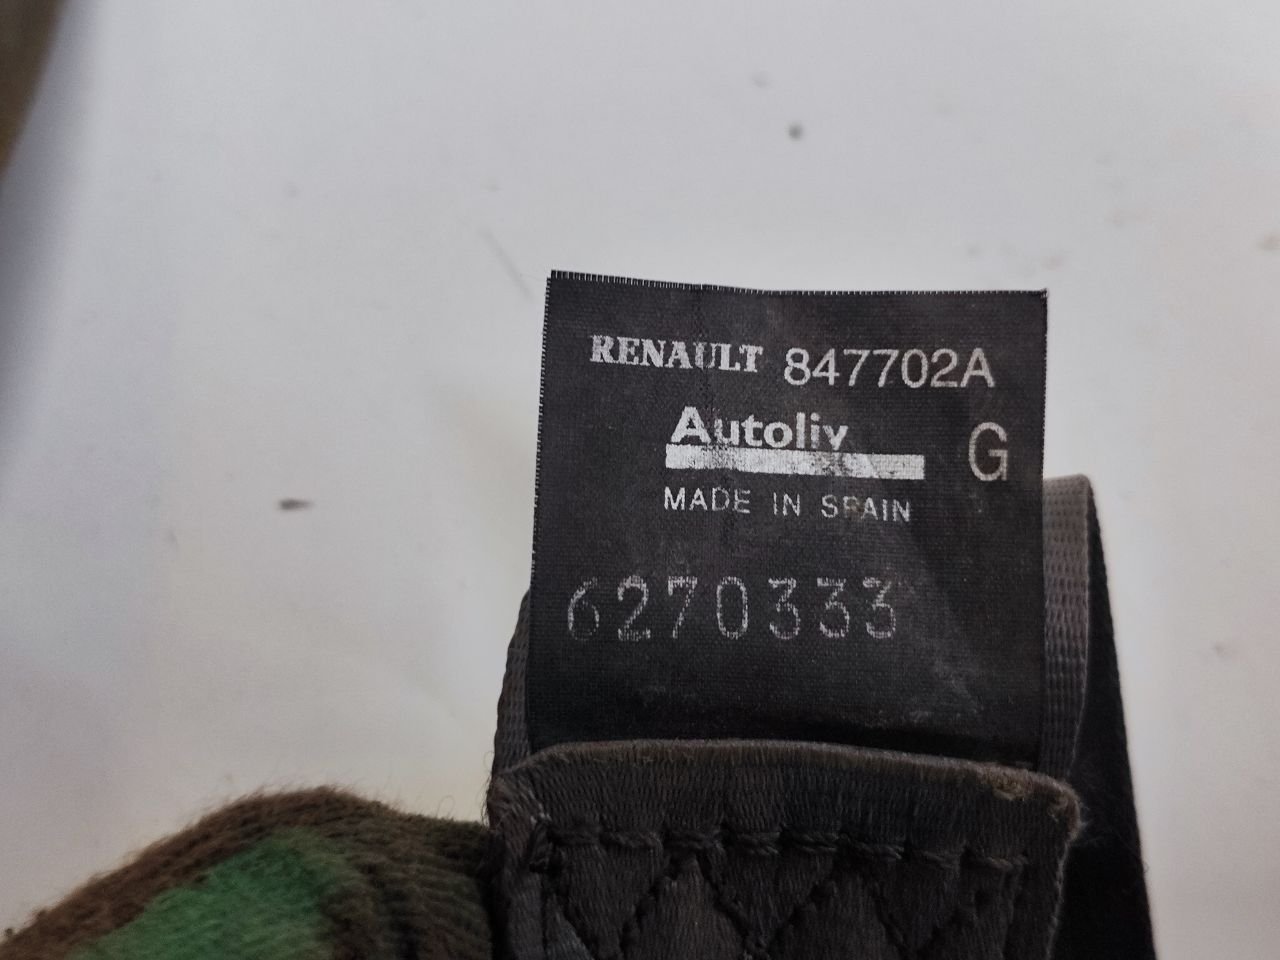 RENAULT 847702A
Autoliv G
MADE IN SPAIN
6270333